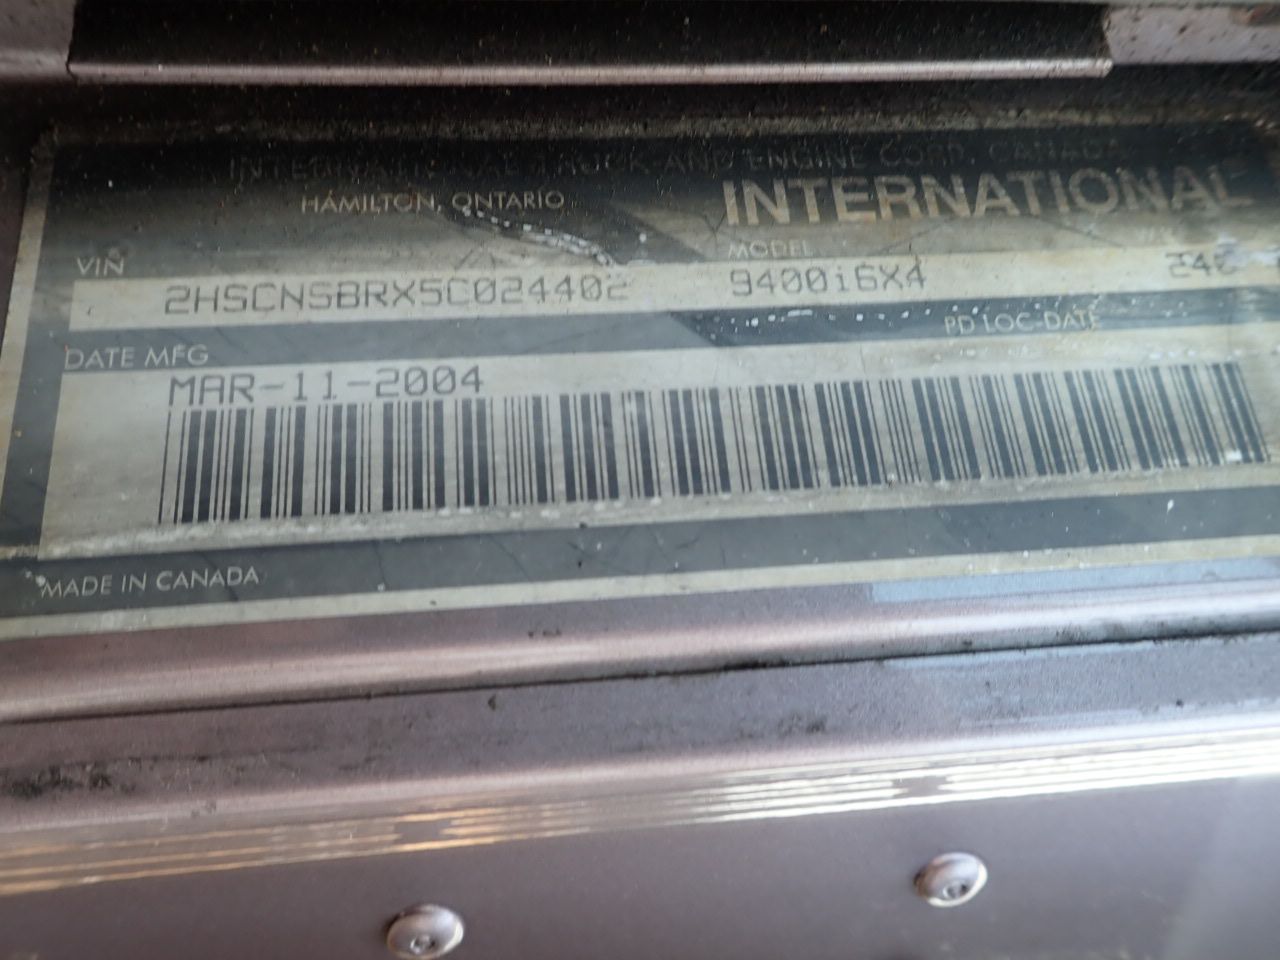 INTERNATIONAL TRUCK AND ENGINE CORP. CANADA
HAMILTON, ONTARIO
INTERNATIONAL
VIN
MODEL
2HSCNSBRX5C024402
9400i6X4
DATE MFG
PD LOC-DATE
MAR-11-2004
MADE IN CANADA